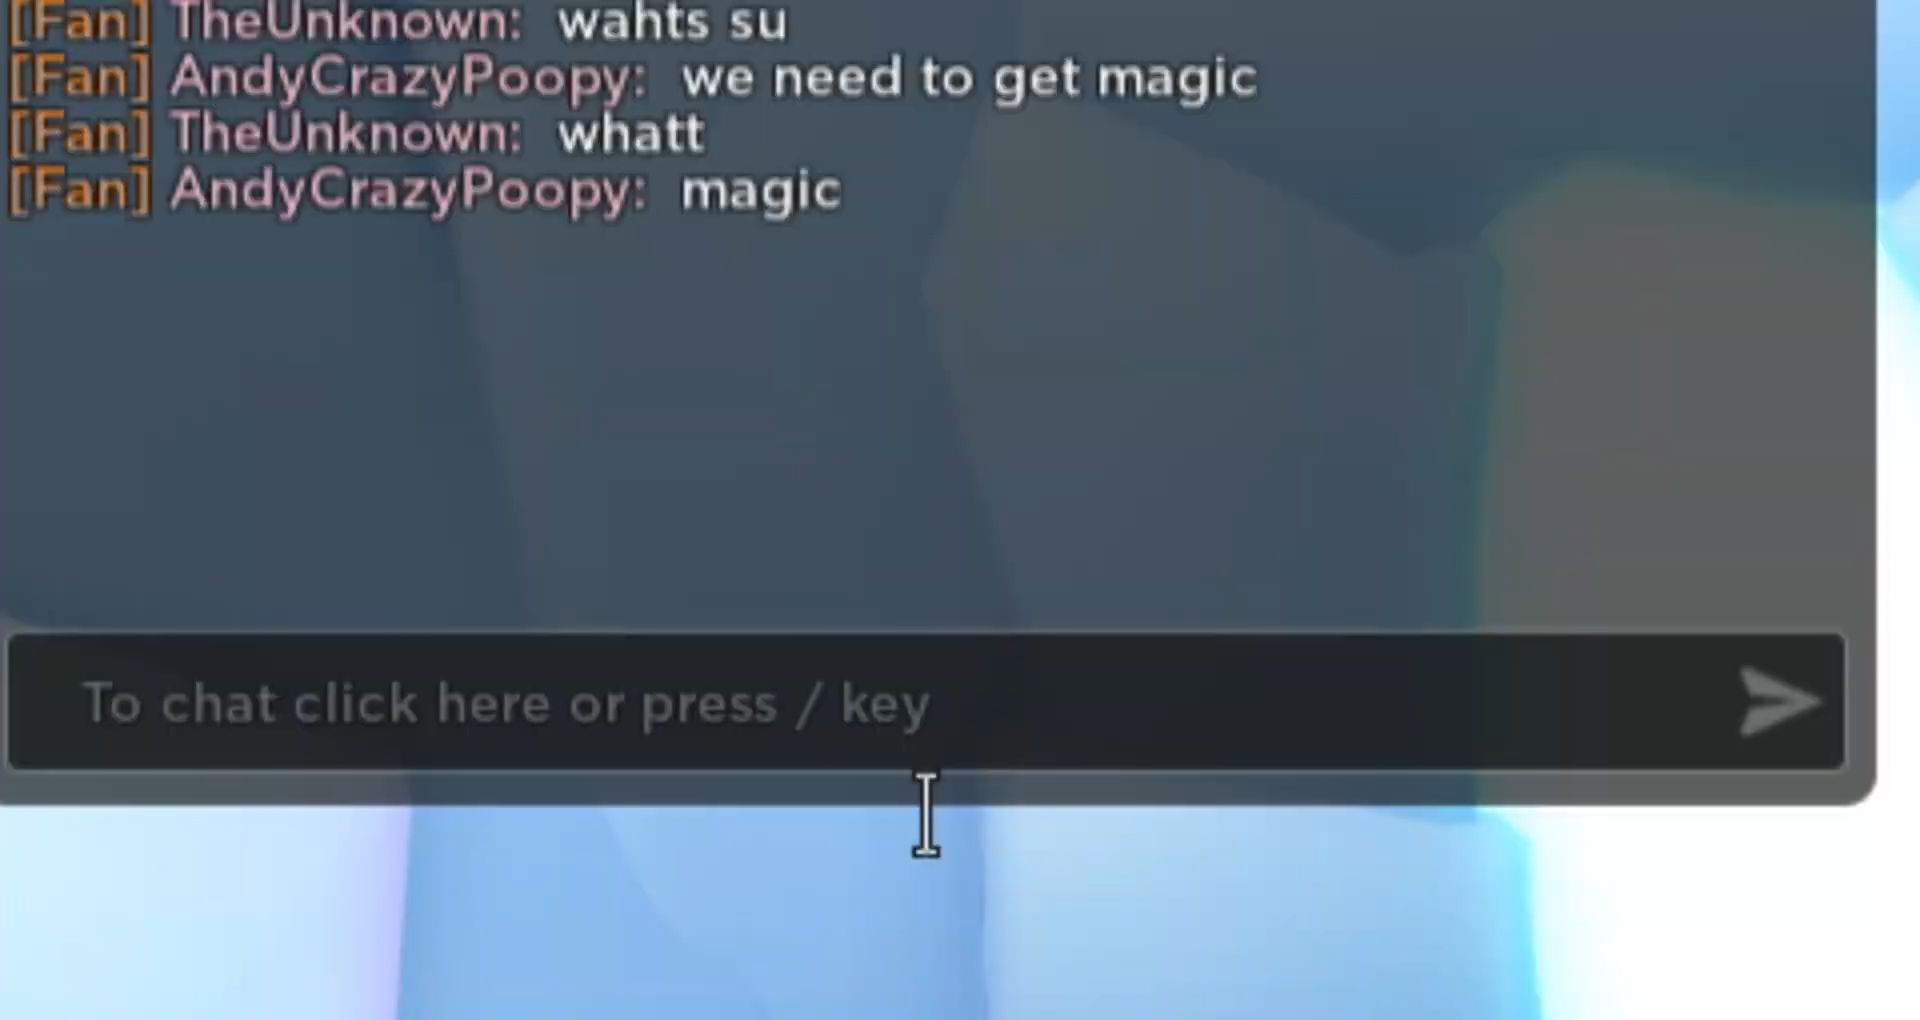 [Fan] TheUnknown: wahts su
[Fan] AndyCrazyPoopy: we need to get magic
[Fan] TheUnknown: whatt
[Fan] AndyCrazyPoopy: magic
To chat click here or press / key